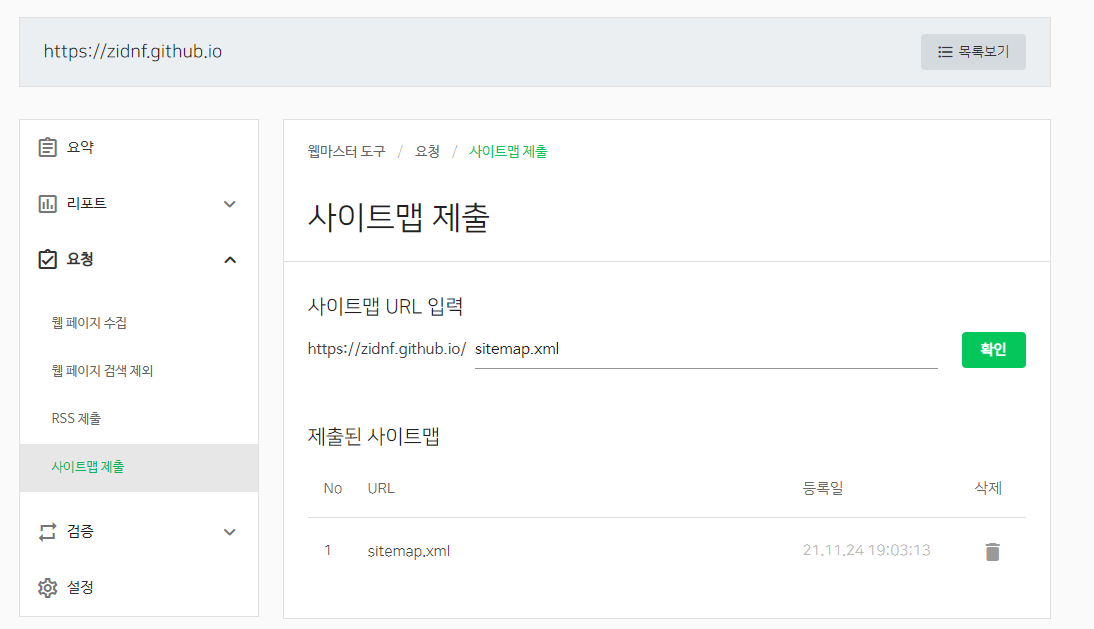 https://zidnf.github.io
목록보기
요약
리포트
요청
웹 페이지 수집
웹 페이지 검색 제외
RSS 제출
사이트맵 제출
검증
설정
웹마스터 도구 / 요청 / 사이트맵 제출
사이트맵 제출
사이트맵 URL 입력
https://zidnf.github.io/ sitemap.xml 확인
제출된 사이트맵
No URL 등록일 삭제
1 sitemap.xml 21.11.24 19:03:13